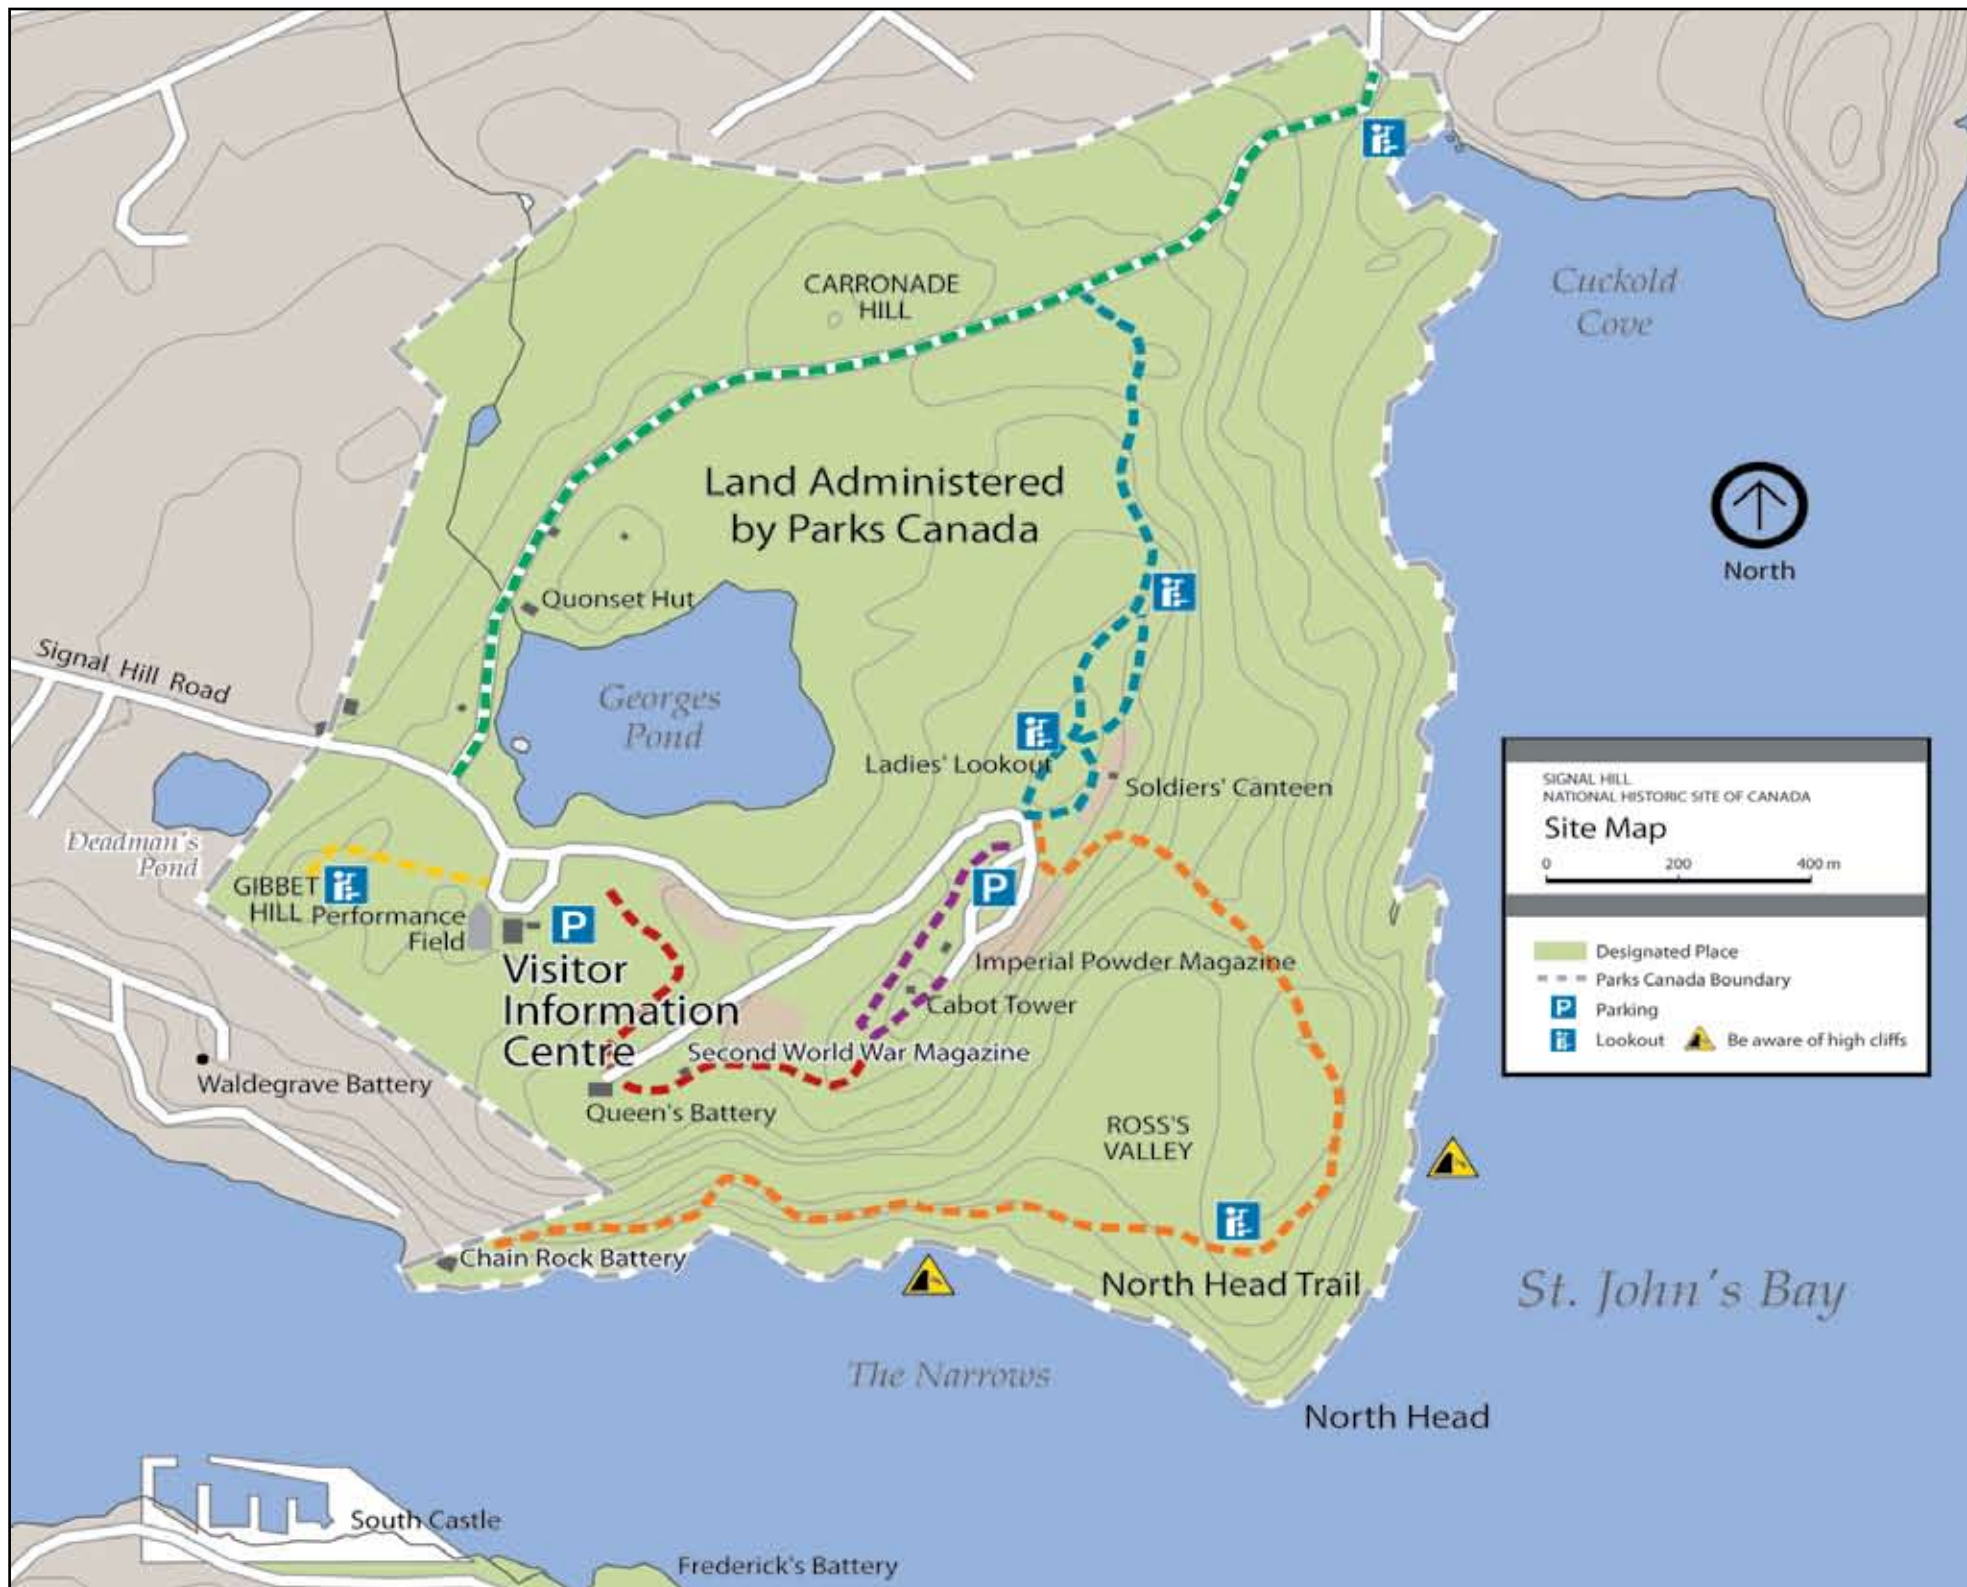 CARRONADE
HILL
Cuckold
Cove
Land Administered
by Parks Canada
North
Quonset Hut
Signal Hill Road
Georges
Pond
Ladies' Lookout
Soldiers' Canteen
SIGNAL HILL
NATIONAL HISTORIC SITE OF CANADA
Site Map
0 200 400 m
Designated Place
Parks Canada Boundary
P Parking
Lookout
Be aware of high cliffs
Deadman's
Pond
GIBBET
HILL
Performance
Field
P
P
Visitor
Information
Centre
Imperial Powder Magazine
Cabot Tower
Second World War Magazine
Waldegrave Battery
Queen's Battery
ROSS'S
VALLEY
Chain Rock Battery
North Head Trail
St. John's Bay
The Narrows
North Head
South Castle
Frederick's Battery